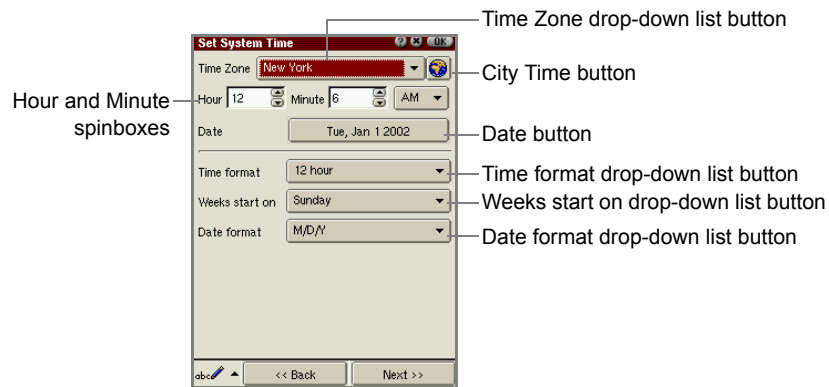 Time Zone drop-down list button
Set System Time ? X OK
Time Zone New York
City Time button
Hour and Minute
spinboxes
Hour 12 Minute 6 AM
Date Tue, Jan 1 2002
Date button
Time format 12 hour
Time format drop-down list button
Weeks start on Sunday
Weeks start on drop-down list button
Date format M/D/Y
Date format drop-down list button
abc << Back Next >>